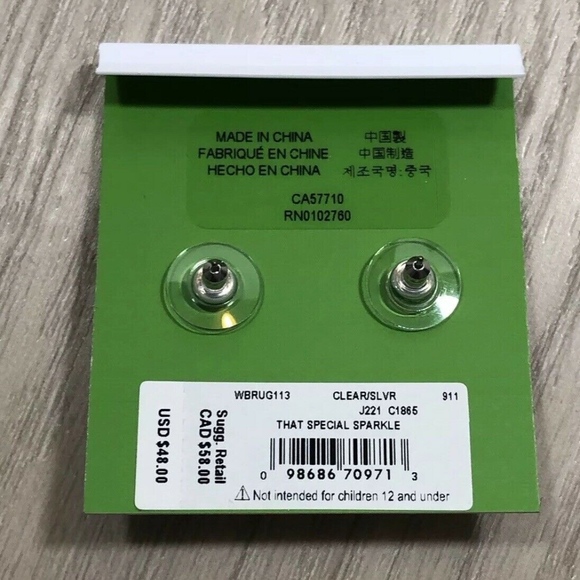 MADE IN CHINA 中国製
FABRIQUÉ EN CHINE 中国制造
HECHO EN CHINA 제조국명:중국
CA57710
RN0102760
WBRUG113 CLEAR/SLVR 911
J221 C1865
THAT SPECIAL SPARKLE
0 98686 70971 3
⚠ Not intended for children 12 and under
Sugg. Retail
CAD $58.00
USD $48.00